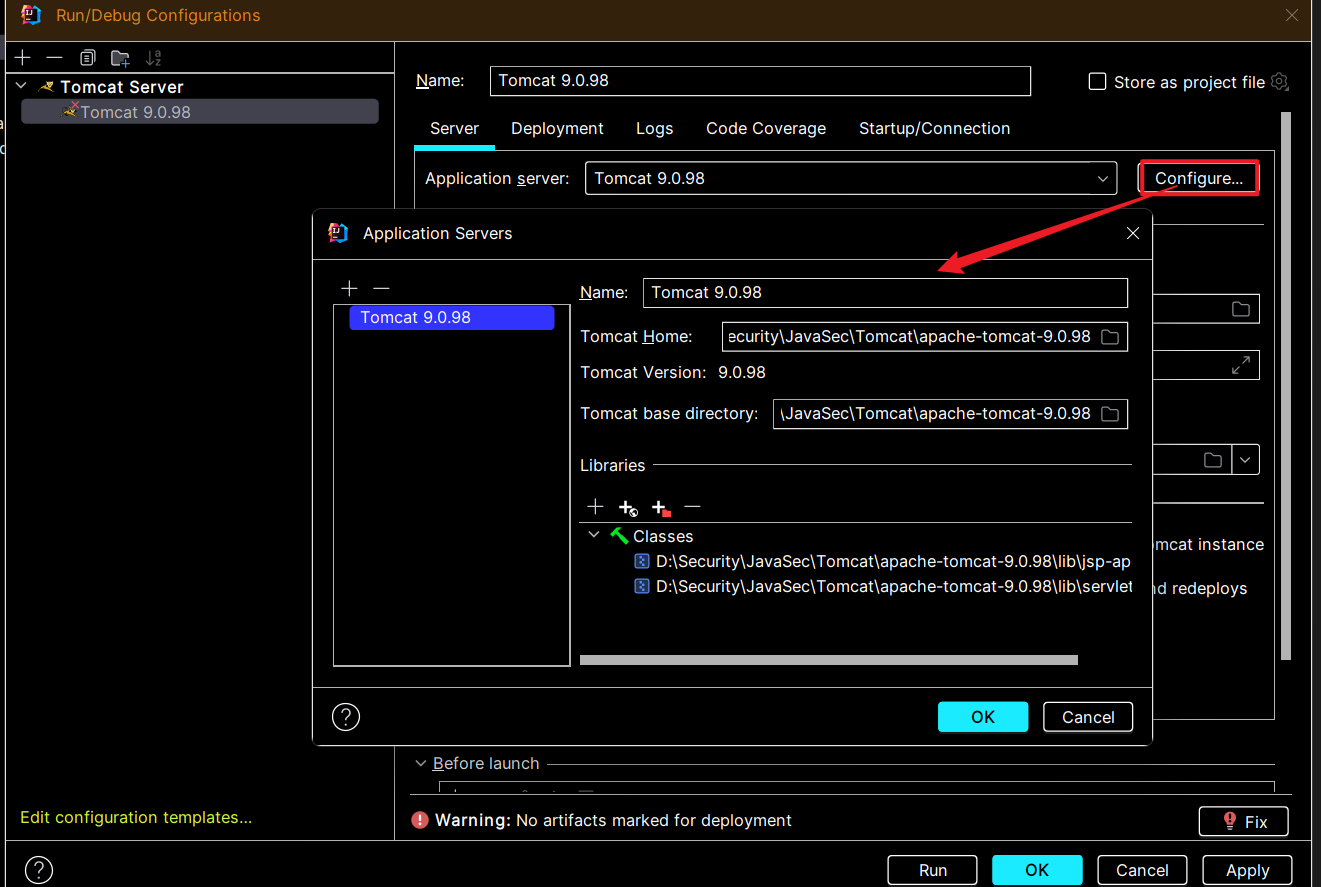 Run/Debug Configurations
Tomcat Server
Tomcat 9.0.98
Name: Tomcat 9.0.98 Store as project file
Server Deployment Logs Code Coverage Startup/Connection
Application server: Tomcat 9.0.98 Configure...
Application Servers
Tomcat 9.0.98
Name: Tomcat 9.0.98
Tomcat Home: ecurity\JavaSec\Tomcat\apache-tomcat-9.0.98
Tomcat Version: 9.0.98
Tomcat base directory: \JavaSec\Tomcat\apache-tomcat-9.0.98
Libraries
Classes
D:\Security\JavaSec\Tomcat\apache-tomcat-9.0.98\lib\jsp-ap
D:\Security\JavaSec\Tomcat\apache-tomcat-9.0.98\lib\servlet
OK Cancel
mcat instance
d redeploys
Before launch
Edit configuration templates...
Warning: No artifacts marked for deployment Fix
Run OK Cancel Apply